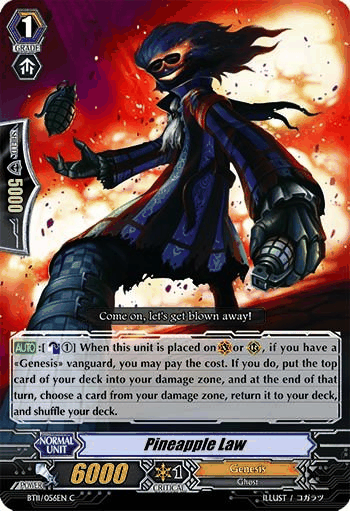 1
GRADE
SHIELD
5000
Come on, let's get blown away!
AUTO:[①] When this unit is placed on V or R, if you have a
«Genesis» vanguard, you may pay the cost. If you do, put the top
card of your deck into your damage zone, and at the end of that
turn, choose a card from your damage zone, return it to your deck,
and shuffle your deck.
NORMAL
UNIT
Pineapple Law
POWER
6000
1
CRITICAL
Genesis
Ghost
BT11/056EN C
ILLUST / コガラツ